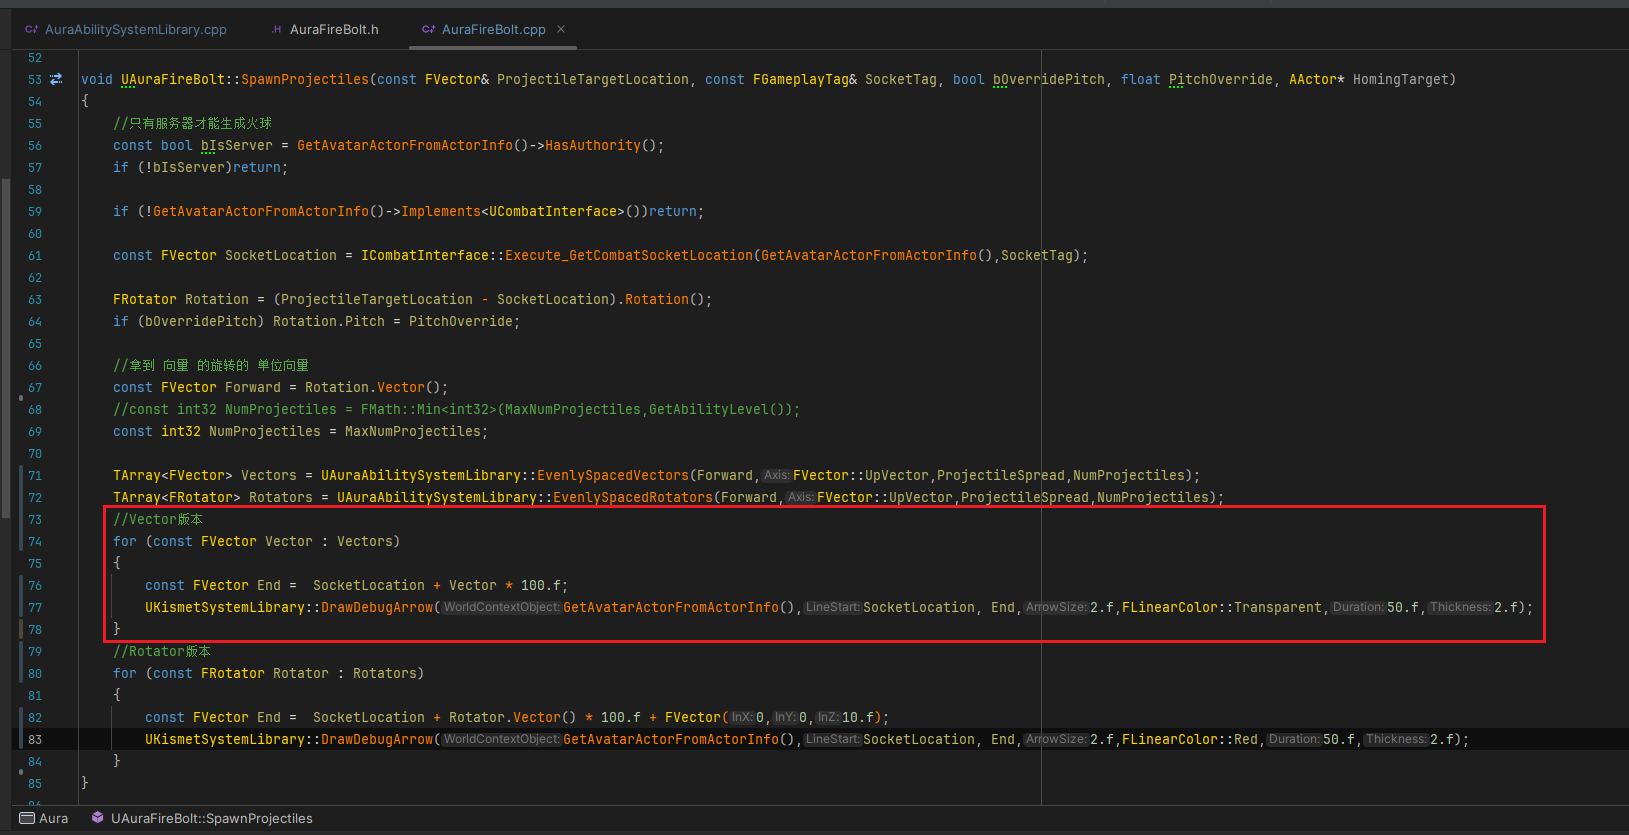 AuraAbilitySystemLibrary.cpp AuraFireBolt.h AuraFireBolt.cpp
52
53 void UAuraFireBolt::SpawnProjectiles(const FVector& ProjectileTargetLocation, const FGameplayTag& SocketTag, bool bOverridePitch, float PitchOverride, AActor* HomingTarget)
54 {
55 //只有服务器才能生成火球
56 const bool bIsServer = GetAvatarActorFromActorInfo()->HasAuthority();
57 if (!bIsServer)return;
58
59 if (!GetAvatarActorFromActorInfo()->Implements<UCombatInterface>())return;
60
61 const FVector SocketLocation = ICombatInterface::Execute_GetCombatSocketLocation(GetAvatarActorFromActorInfo(),SocketTag);
62
63 FRotator Rotation = (ProjectileTargetLocation - SocketLocation).Rotation();
64 if (bOverridePitch) Rotation.Pitch = PitchOverride;
65
66 //拿到 向量 的旋转的 单位向量
67 const FVector Forward = Rotation.Vector();
68 //const int32 NumProjectiles = FMath::Min<int32>(MaxNumProjectiles,GetAbilityLevel());
69 const int32 NumProjectiles = MaxNumProjectiles;
70
71 TArray<FVector> Vectors = UAuraAbilitySystemLibrary::EvenlySpacedVectors(Forward,Axis:FVector::UpVector,ProjectileSpread,NumProjectiles);
72 TArray<FRotator> Rotators = UAuraAbilitySystemLibrary::EvenlySpacedRotators(Forward,Axis:FVector::UpVector,ProjectileSpread,NumProjectiles);
73 //Vector版本
74 for (const FVector Vector : Vectors)
75 {
76 const FVector End = SocketLocation + Vector * 100.f;
77 UKismetSystemLibrary::DrawDebugArrow(WorldContextObject:GetAvatarActorFromActorInfo(),LineStart:SocketLocation, End,ArrowSize:2.f,FLinearColor::Transparent,Duration:50.f,Thickness:2.f);
78 }
79 //Rotator版本
80 for (const FRotator Rotator : Rotators)
81 {
82 const FVector End = SocketLocation + Rotator.Vector() * 100.f + FVector(InX:0,InY:0,InZ:10.f);
83 UKismetSystemLibrary::DrawDebugArrow(WorldContextObject:GetAvatarActorFromActorInfo(),LineStart:SocketLocation, End,ArrowSize:2.f,FLinearColor::Red,Duration:50.f,Thickness:2.f);
84 }
85 }
86
Aura UAuraFireBolt::SpawnProjectiles